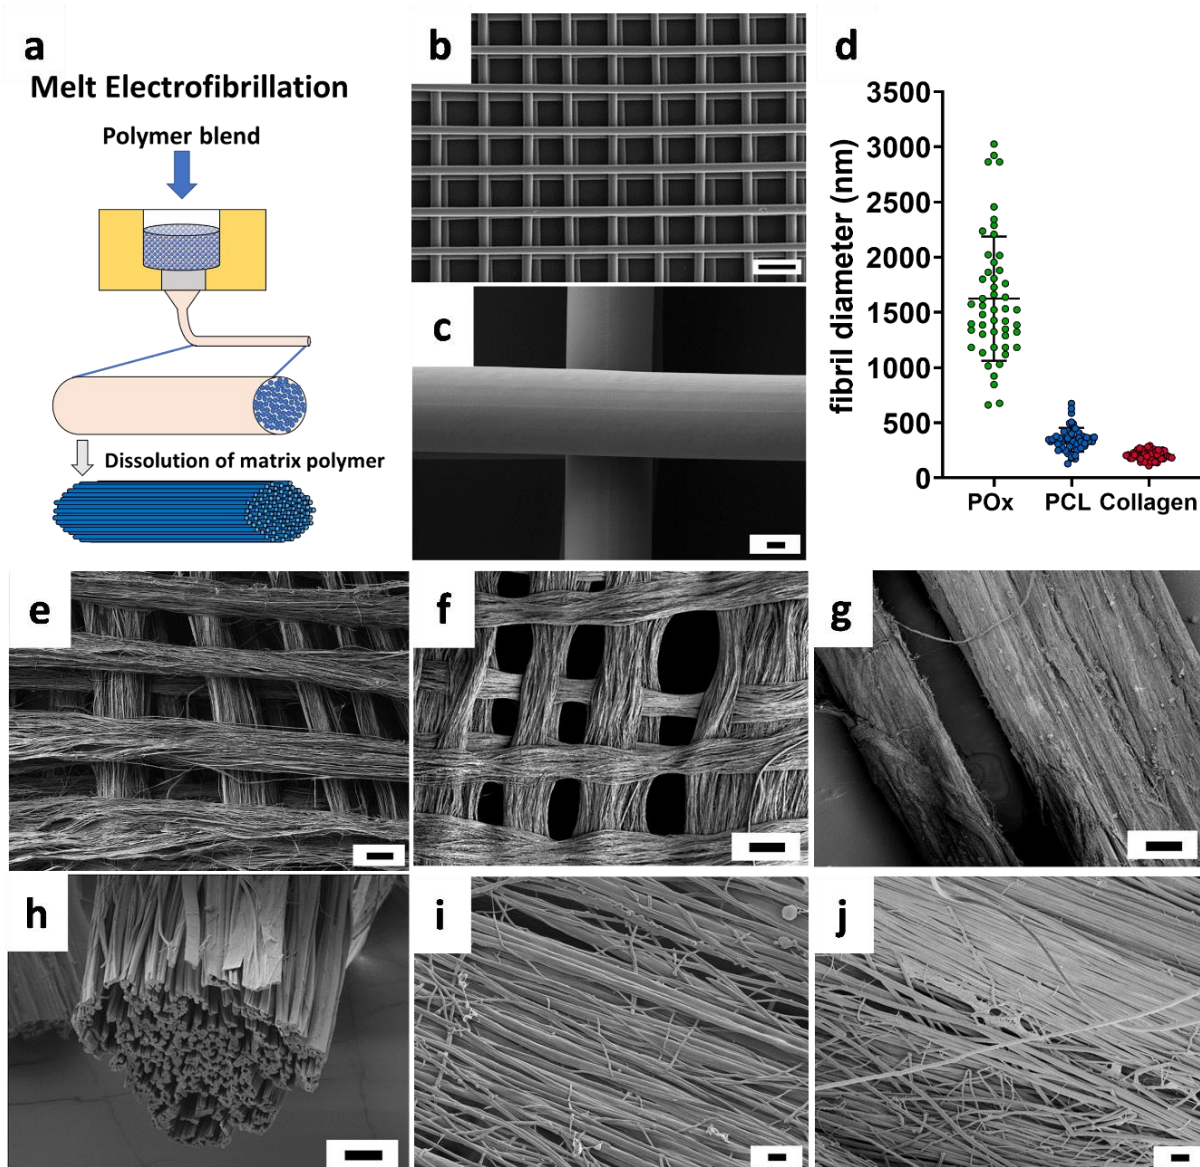 a
Melt Electrofibrillation
Polymer blend
Dissolution of matrix polymer
b
c
d
fibril diameter (nm)
3500
3000
2500
2000
1500
1000
500
0
POx PCL Collagen
e
f
g
h
i
j